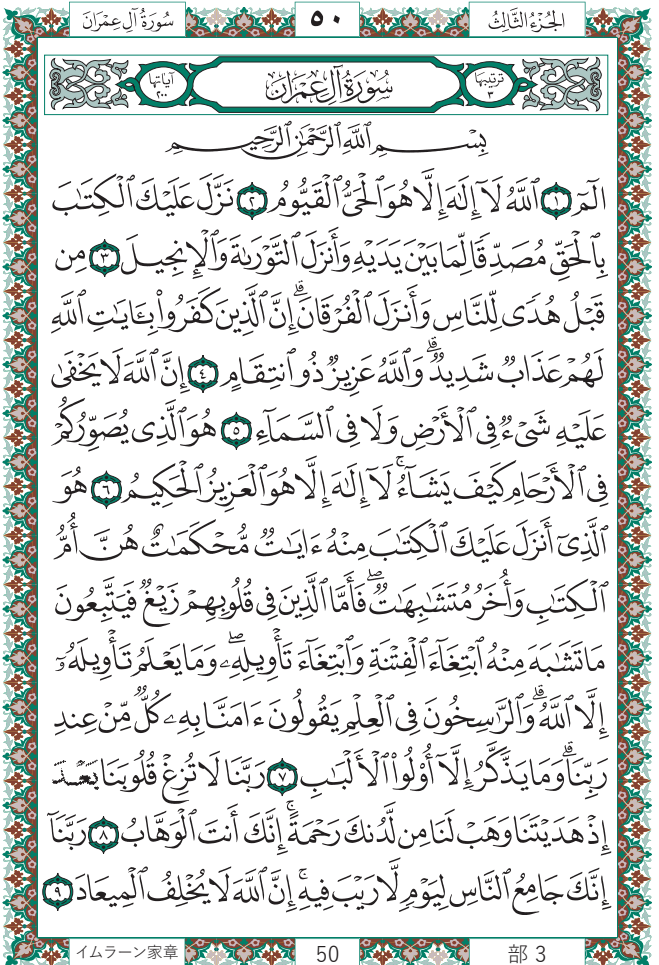 سُورَةُ آلِ عِمْرَانَ ٥٠ الجُزْءُ الثَّالِثُ
ترتيبها ٣ سُورَةُ آلِ عِمْرَانَ آياتها ٢٠٠
بِسْمِ ٱللَّهِ ٱلرَّحْمَٰنِ ٱلرَّحِيمِ
الٓمٓ ١ ٱللَّهُ لَآ إِلَٰهَ إِلَّا هُوَ ٱلْحَىُّ ٱلْقَيُّومُ ٢ نَزَّلَ عَلَيْكَ ٱلْكِتَٰبَ
بِٱلْحَقِّ مُصَدِّقًا لِّمَا بَيْنَ يَدَيْهِ وَأَنزَلَ ٱلتَّوْرَىٰةَ وَٱلْإِنجِيلَ ٣ مِن
قَبْلُ هُدًى لِّلنَّاسِ وَأَنزَلَ ٱلْفُرْقَانَ ۗ إِنَّ ٱلَّذِينَ كَفَرُوا۟ بِـَٔايَٰتِ ٱللَّهِ
لَهُمْ عَذَابٌ شَدِيدٌ ۗ وَٱللَّهُ عَزِيزٌ ذُو ٱنتِقَامٍ ٤ إِنَّ ٱللَّهَ لَا يَخْفَىٰ
عَلَيْهِ شَىْءٌ فِى ٱلْأَرْضِ وَلَا فِى ٱلسَّمَآءِ ٥ هُوَ ٱلَّذِى يُصَوِّرُكُمْ
فِى ٱلْأَرْحَامِ كَيْفَ يَشَآءُ ۚ لَآ إِلَٰهَ إِلَّا هُوَ ٱلْعَزِيزُ ٱلْحَكِيمُ ٦ هُوَ
ٱلَّذِىٓ أَنزَلَ عَلَيْكَ ٱلْكِتَٰبَ مِنْهُ ءَايَٰتٌ مُّحْكَمَٰتٌ هُنَّ أُمُّ
ٱلْكِتَٰبِ وَأُخَرُ مُتَشَٰبِهَٰتٌ ۖ فَأَمَّا ٱلَّذِينَ فِى قُلُوبِهِمْ زَيْغٌ فَيَتَّبِعُونَ
مَا تَشَٰبَهَ مِنْهُ ٱبْتِغَآءَ ٱلْفِتْنَةِ وَٱبْتِغَآءَ تَأْوِيلِهِۦ ۗ وَمَا يَعْلَمُ تَأْوِيلَهُۥٓ
إِلَّا ٱللَّهُ ۗ وَٱلرَّٰسِخُونَ فِى ٱلْعِلْمِ يَقُولُونَ ءَامَنَّا بِهِۦ كُلٌّ مِّنْ عِندِ
رَبِّنَا ۗ وَمَا يَذَّكَّرُ إِلَّآ أُو۟لُوا۟ ٱلْأَلْبَٰبِ ٧ رَبَّنَا لَا تُزِغْ قُلُوبَنَا بَعْدَ
إِذْ هَدَيْتَنَا وَهَبْ لَنَا مِن لَّدُنكَ رَحْمَةً ۚ إِنَّكَ أَنتَ ٱلْوَهَّابُ ٨ رَبَّنَآ
إِنَّكَ جَامِعُ ٱلنَّاسِ لِيَوْمٍ لَّا رَيْبَ فِيهِ ۚ إِنَّ ٱللَّهَ لَا يُخْلِفُ ٱلْمِيعَادَ ٩
イムラーン家章 50 部 3